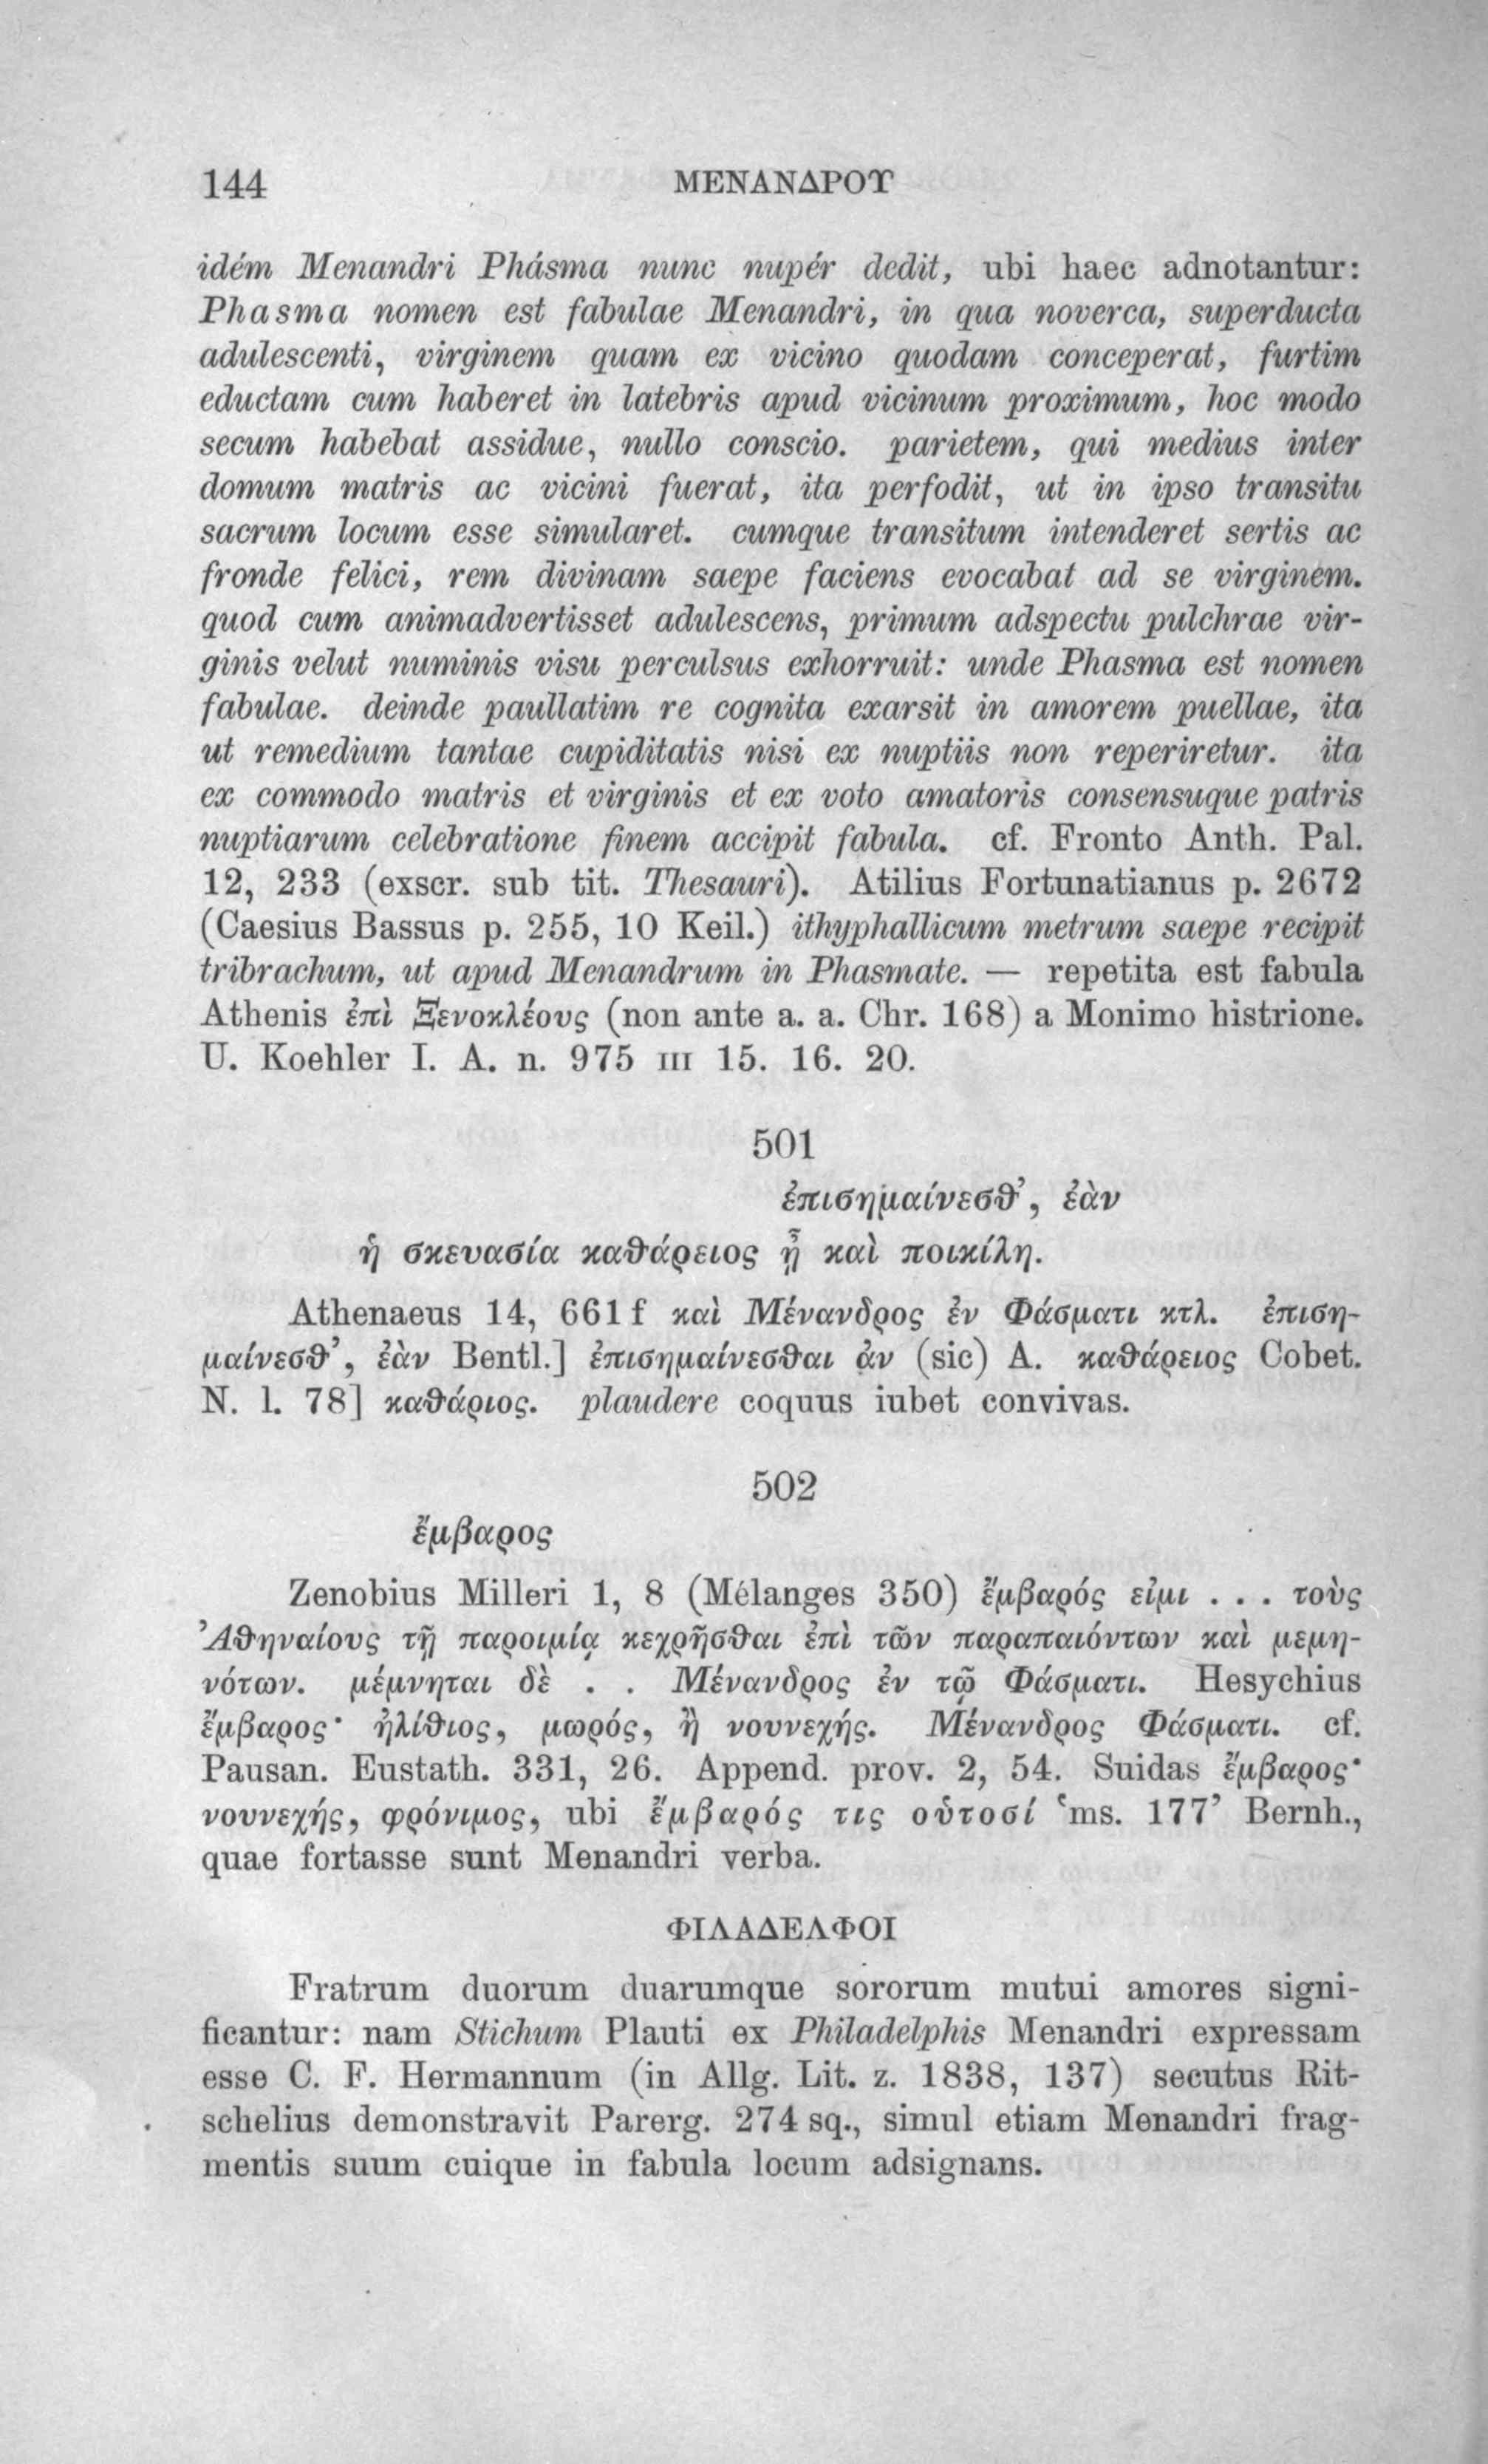 144 ΜΕΝΑΝΔΡΟΥ
idém Menandri Phásma nunc nupér dedit, ubi haec adnotantur:
Phasma nomen est fabulae Menandri, in qua noverca, superducta
adulescenti, virginem quam ex vicino quodam conceperat, furtim
eductam cum haberet in latebris apud vicinum proximum, hoc modo
secum habebat assidue, nullo conscio. parietem, qui medius inter
domum matris ac vicini fuerat, ita perfodit, ut in ipso transitu
sacrum locum esse simularet. cumque transitum intenderet sertis ac
fronde felici, rem divinam saepe faciens evocabat ad se virginem.
quod cum animadvertisset adulescens, primum adspectu pulchrae vir-
ginis velut numinis visu perculsus exhorruit: unde Phasma est nomen
fabulae. deinde paullatim re cognita exarsit in amorem puellae, ita
ut remedium tantae cupiditatis nisi ex nuptiis non reperiretur. ita
ex commodo matris et virginis et ex voto amatoris consensuque patris
nuptiarum celebratione finem accipit fabula. cf. Fronto Anth. Pal.
12, 233 (exscr. sub tit. Thesauri). Atilius Fortunatianus p. 2672
(Caesius Bassus p. 255, 10 Keil.) ithyphallicum metrum saepe recipit
tribrachum, ut apud Menandrum in Phasmate. — repetita est fabula
Athenis ἐπὶ Ξενοκλέους (non ante a. a. Chr. 168) a Monimo histrione.
U. Koehler I. A. n. 975 III 15. 16. 20.
501
ἐπισημαίνεσθ’, ἐὰν
ἡ σκευασία καθάρειος ᾖ καὶ ποικίλη.
Athenaeus 14, 661 f καὶ Μένανδρος ἐν Φάσματι κτλ. ἐπιση-
μαίνεσθ’, ἐὰν Bentl.] ἐπισημαίνεσθαι ἀν (sic) A. καθάρειος Cobet.
N. l. 78] καθάριος. plaudere coquus iubet convivas.
502
ἔμβαρος
Zenobius Milleri 1, 8 (Mélanges 350) ἔμβαρός εἰμι . . . τοὺς
Ἀθηναίους τῇ παροιμίᾳ κεχρῆσθαι ἐπὶ τῶν παραπαιόντων καὶ μεμη-
νότων. μέμνηται δὲ . . Μένανδρος ἐν τῷ Φάσματι. Hesychius
ἔμβαρος· ἠλίθιος, μωρός, ἢ νουνεχής. Μένανδρος Φάσματι. cf.
Pausan. Eustath. 331, 26. Append. prov. 2, 54. Suidas ἔμβαρος·
νουνεχής, φρόνιμος, ubi ἔμβαρός τις οὑτοσί ‘ms. 177’ Bernh.,
quae fortasse sunt Menandri verba.
ΦΙΛΑΔΕΛΦΟΙ
Fratrum duorum duarumque sororum mutui amores signi-
ficantur: nam Stichum Plauti ex Philadelphis Menandri expressam
esse C. F. Hermannum (in Allg. Lit. z. 1838, 137) secutus Rit-
schelius demonstravit Parerg. 274 sq., simul etiam Menandri frag-
mentis suum cuique in fabula locum adsignans.